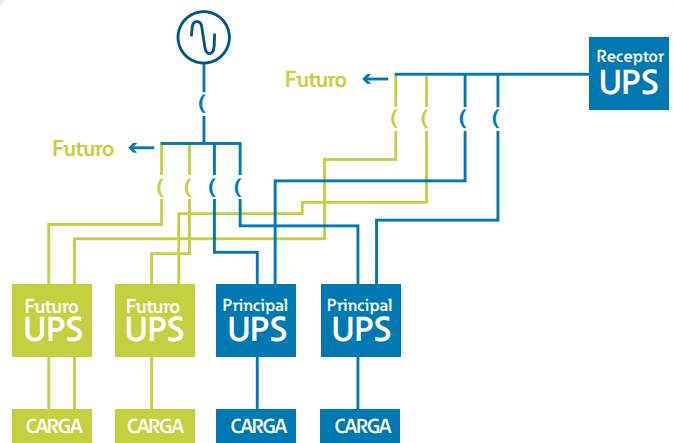 Receptor
UPS
Futuro
Futuro
Futuro
UPS
Futuro
UPS
Principal
UPS
Principal
UPS
CARGA
CARGA
CARGA
CARGA